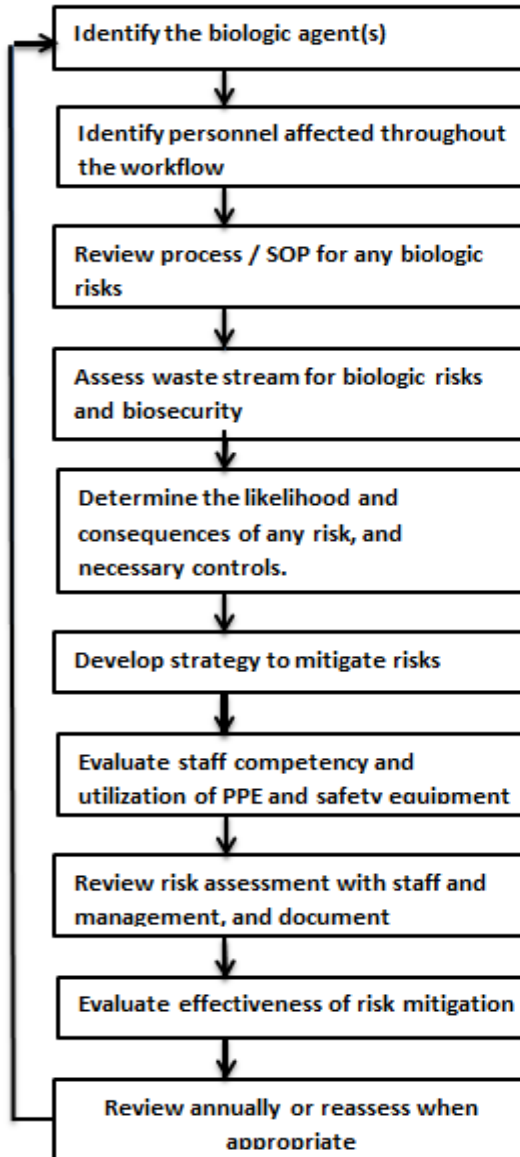 Identify the biologic agent(s)
Identify personnel affected throughout
the workflow
Review process / SOP for any biologic
risks
Assess waste stream for biologic risks
and biosecurity
Determine the likelihood and
consequences of any risk, and
necessary controls.
Develop strategy to mitigate risks
Evaluate staff competency and
utilization of PPE and safety equipment
Review risk assessment with staff and
management, and document
Evaluate effectiveness of risk mitigation
Review annually or reassess when
appropriate